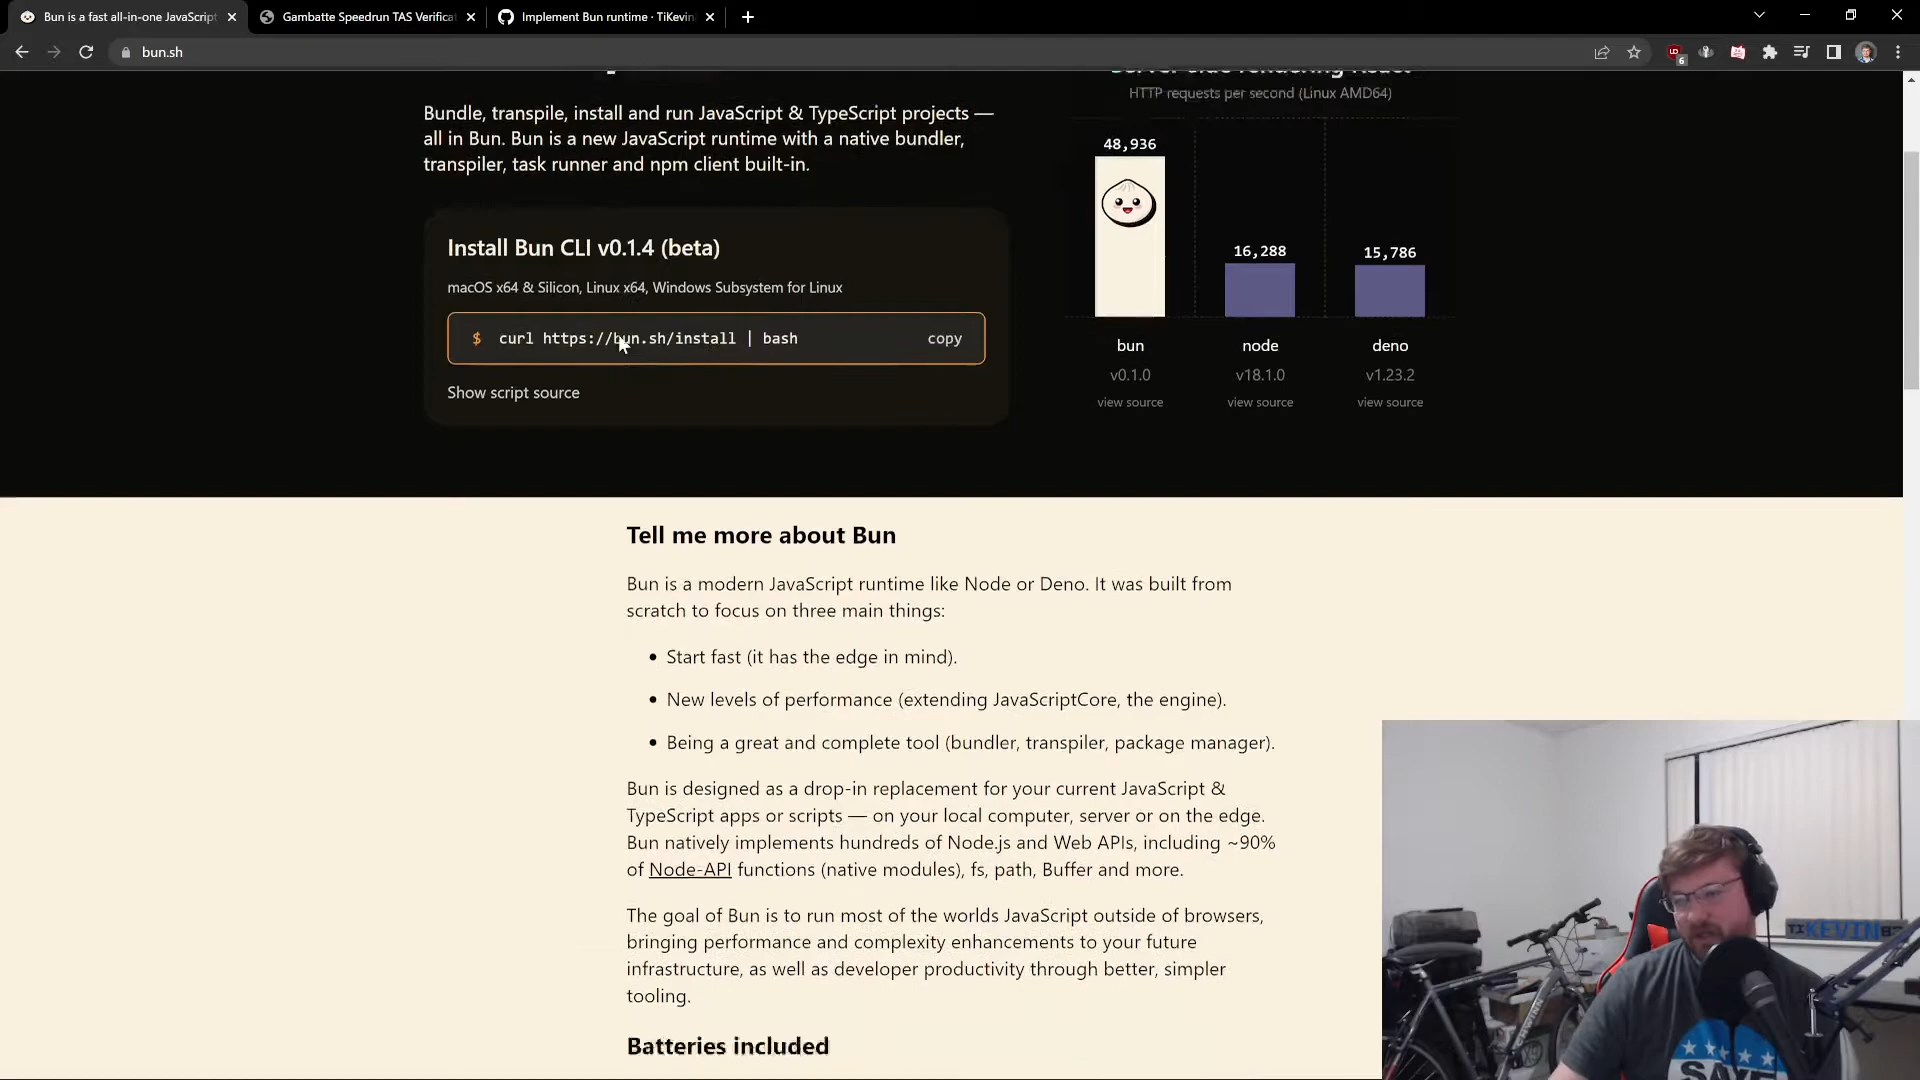 Bun is a fast all-in-one JavaScript
Gambatte Speedrun TAS Verificat
Implement Bun runtime · TiKevin
bun.sh
6
Server-side rendering React
HTTP requests per second (Linux AMD64)
Bundle, transpile, install and run JavaScript & TypeScript projects —
all in Bun. Bun is a new JavaScript runtime with a native bundler,
transpiler, task runner and npm client built-in.
Install Bun CLI v0.1.4 (beta)
macOS x64 & Silicon, Linux x64, Windows Subsystem for Linux
$ curl https://bun.sh/install | bash copy
Show script source
48,936
16,288
15,786
bun node deno
v0.1.0 v18.1.0 v1.23.2
view source view source view source
Tell me more about Bun
Bun is a modern JavaScript runtime like Node or Deno. It was built from
scratch to focus on three main things:
• Start fast (it has the edge in mind).
• New levels of performance (extending JavaScriptCore, the engine).
• Being a great and complete tool (bundler, transpiler, package manager).
Bun is designed as a drop-in replacement for your current JavaScript &
TypeScript apps or scripts — on your local computer, server or on the edge.
Bun natively implements hundreds of Node.js and Web APIs, including ~90%
of Node-API functions (native modules), fs, path, Buffer and more.
The goal of Bun is to run most of the worlds JavaScript outside of browsers,
bringing performance and complexity enhancements to your future
infrastructure, as well as developer productivity through better, simpler
tooling.
Batteries included